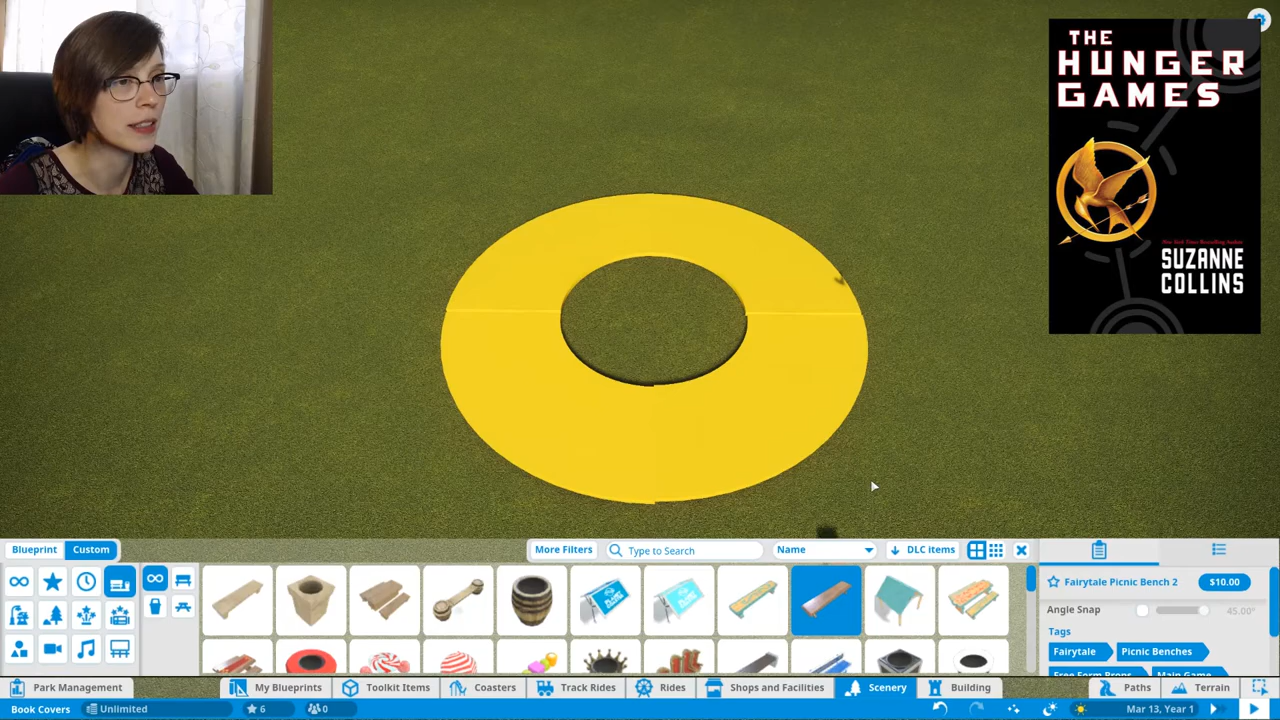 THE
HUNGER
GAMES
SUZANNE
COLLINS
Blueprint
Custom
More Filters
Type to Search
Name
DLC Items
Fairytale Picnic Bench 2
$10.00
Angle Snap
45.00°
Tags
Fairytale
Picnic Benches
Park Management
My Blueprints
Toolkit Items
Coasters
Track Rides
Rides
Shops and Facilities
Scenery
Building
Paths
Terrain
Book Covers
Unlimited
6
0
Mar 13, Year 1